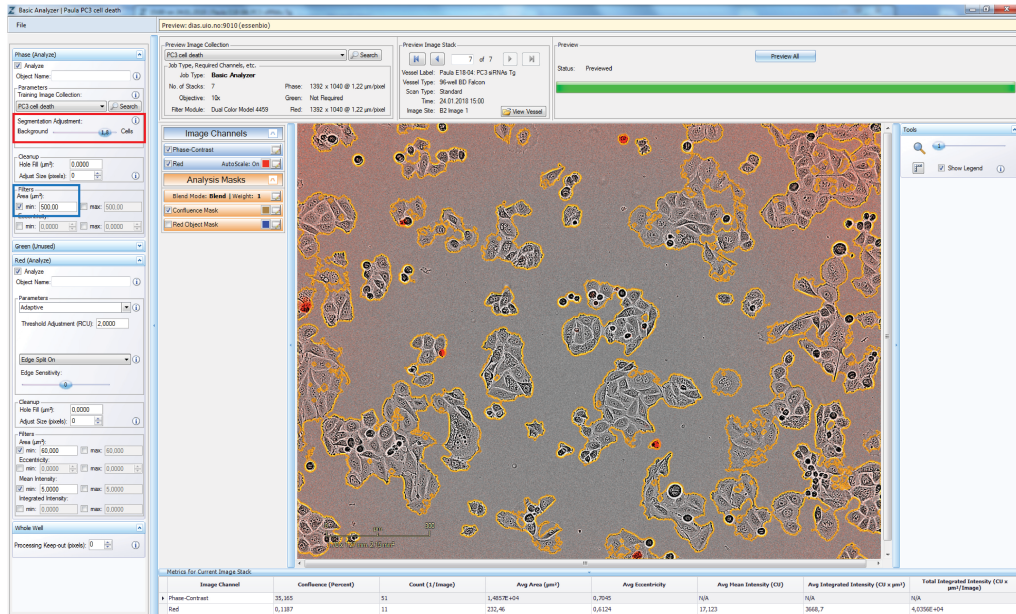 Basic Analyzer | Paula PC3 cell death
File
Preview: dias.uio.no:9010 (essenbio)
Phase (Analyze)
Analyze
Object Name:
Parameters
Training Image Collection:
PC3 cell death
Search
Segmentation Adjustment:
Background 1,8 Cells
Cleanup
Hole Fill (µm²): 0,0000
Adjust Size (pixels): 0
Filters
Area (µm²):
min: 500,00 max: 500,00
Eccentricity
min: 0,0000 max: 0,0000
Green (Unused)
Red (Analyze)
Analyze
Object Name:
Parameters
Adaptive
Threshold Adjustment (RCU): 2,0000
Edge Split On
Edge Sensitivity:
0
Cleanup
Hole Fill (µm²): 0,0000
Adjust Size (pixels): 0
Filters
Area (µm²):
min: 60,000 max: 60,000
Eccentricity:
min: 0,0000 max: 0,0000
Mean Intensity:
min: 5,0000 max: 5,0000
Integrated Intensity:
min: 0,0000 max: 0,0000
Whole Well
Processing Keep-out (pixels): 0
Preview Image Collection
PC3 cell death
Search
Job Type, Required Channels, etc.
Job Type: Basic Analyzer
No. of Stacks: 7 Phase: 1392 x 1040 @ 1,22 µm/pixel
Objective: 10x Green: Not Required
Filter Module: Dual Color Model 4459 Red: 1392 x 1040 @ 1,22 µm/pixel
Preview Image Stack
7 of 7
Vessel Label: Paula E18-04: PC3 siRNAs Tg
Vessel Type: 96-well BD Falcon
Scan Type: Standard
Time: 24.01.2018 15:00
Image Site: B2 Image 1
View Vessel
Preview
Preview All
Status: Previewed
Image Channels
Phase-Contrast
Red AutoScale: On
Analysis Masks
Blend Mode: Blend | Weight: 1
Confluence Mask
Red Object Mask
Tools
1
Show Legend
300
Metrics for Current Image Stack
Image Channel Confluence (Percent) Count (1/Image) Avg Area (µm²) Avg Eccentricity Avg Mean Intensity (CU) Avg Integrated Intensity (CU x µm²) Total Integrated Intensity (CU x µm²/Image)
Phase-Contrast 35,165 51 1,4857E+04 0,7045 N/A N/A N/A
Red 0,1187 11 232,46 0,6124 17,123 3668,7 4,0356E+04